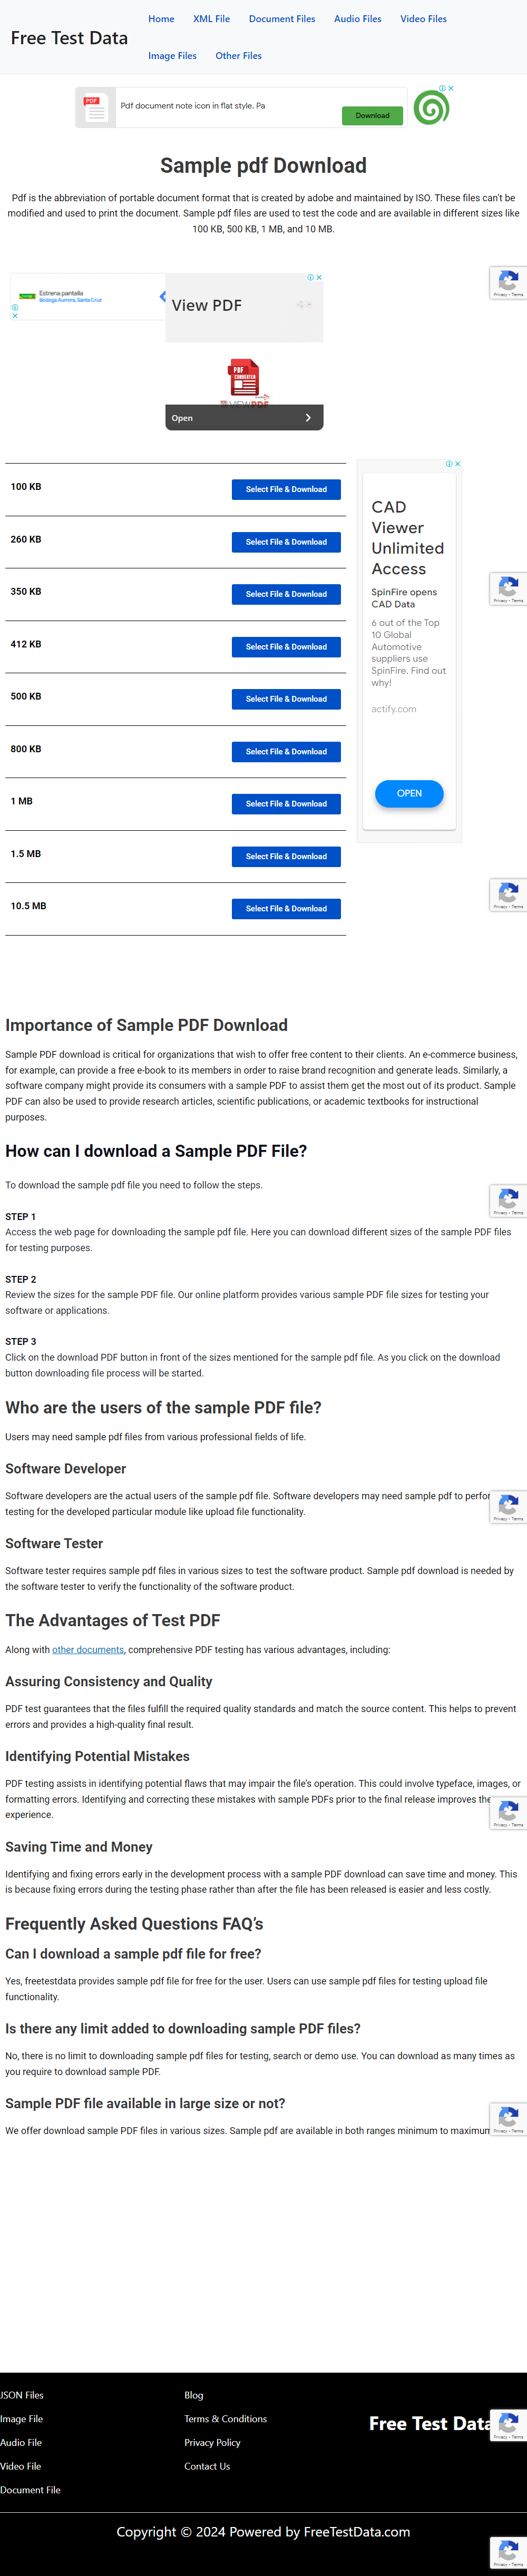 Free Test Data
Home
XML File
Document Files
Audio Files
Video Files
Image Files
Other Files
PDF
Pdf document note icon in flat style. Pa
Download
Sample pdf Download
Pdf is the abbreviation of portable document format that is created by adobe and maintained by ISO. These files can't be
modified and used to print the document. Sample pdf files are used to test the code and are available in different sizes like
100 KB, 500 KB, 1 MB, and 10 MB.
Estrena pantalla
Bodega Aurrera, Santa Cruz
View PDF
PDF
CONVERTER
VIEWPDF
Open
Privacy - Terms
100 KB
Select File & Download
260 KB
Select File & Download
350 KB
Select File & Download
412 KB
Select File & Download
500 KB
Select File & Download
800 KB
Select File & Download
1 MB
Select File & Download
1.5 MB
Select File & Download
10.5 MB
Select File & Download
CAD
Viewer
Unlimited
Access
SpinFire opens
CAD Data
6 out of the Top
10 Global
Automotive
suppliers use
SpinFire. Find out
why!
actify.com
OPEN
Privacy - Terms
Privacy - Terms
Importance of Sample PDF Download
Sample PDF download is critical for organizations that wish to offer free content to their clients. An e-commerce business,
for example, can provide a free e-book to its members in order to raise brand recognition and generate leads. Similarly, a
software company might provide its consumers with a sample PDF to assist them get the most out of its product. Sample
PDF can also be used to provide research articles, scientific publications, or academic textbooks for instructional
purposes.
How can I download a Sample PDF File?
To download the sample pdf file you need to follow the steps.
Privacy - Terms
STEP 1
Access the web page for downloading the sample pdf file. Here you can download different sizes of the sample PDF files
for testing purposes.
STEP 2
Review the sizes for the sample PDF file. Our online platform provides various sample PDF file sizes for testing your
software or applications.
STEP 3
Click on the download PDF button in front of the sizes mentioned for the sample pdf file. As you click on the download
button downloading file process will be started.
Who are the users of the sample PDF file?
Users may need sample pdf files from various professional fields of life.
Software Developer
Software developers are the actual users of the sample pdf file. Software developers may need sample pdf to perfor
testing for the developed particular module like upload file functionality.
Privacy - Terms
Software Tester
Software tester requires sample pdf files in various sizes to test the software product. Sample pdf download is needed by
the software tester to verify the functionality of the software product.
The Advantages of Test PDF
Along with other documents, comprehensive PDF testing has various advantages, including:
Assuring Consistency and Quality
PDF test guarantees that the files fulfill the required quality standards and match the source content. This helps to prevent
errors and provides a high-quality final result.
Identifying Potential Mistakes
PDF testing assists in identifying potential flaws that may impair the file's operation. This could involve typeface, images, or
formatting errors. Identifying and correcting these mistakes with sample PDFs prior to the final release improves the
experience.
Privacy - Terms
Saving Time and Money
Identifying and fixing errors early in the development process with a sample PDF download can save time and money. This
is because fixing errors during the testing phase rather than after the file has been released is easier and less costly.
Frequently Asked Questions FAQ's
Can I download a sample pdf file for free?
Yes, freetestdata provides sample pdf file for free for the user. Users can use sample pdf files for testing upload file
functionality.
Is there any limit added to downloading sample PDF files?
No, there is no limit to downloading sample pdf files for testing, search or demo use. You can download as many times as
you require to download sample PDF.
Sample PDF file available in large size or not?
We offer download sample PDF files in various sizes. Sample pdf are available in both ranges minimum to maximum
Privacy - Terms
JSON Files
Image File
Audio File
Video File
Document File
Blog
Terms & Conditions
Privacy Policy
Contact Us
Free Test Data
Privacy - Terms
Copyright © 2024 Powered by FreeTestData.com
Privacy - Terms